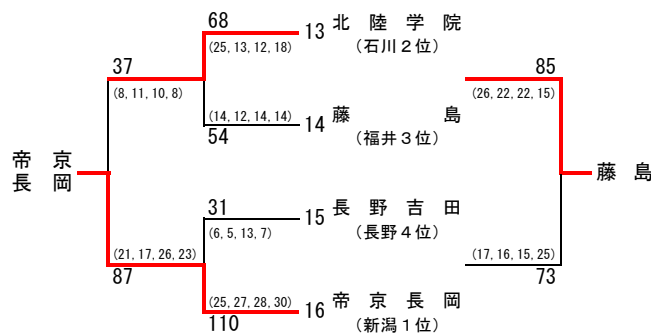 68
13 北陸学院
(25, 13, 12, 18)
(石川2位)
37
(8, 11, 10, 8)
85
(26, 22, 22, 15)
(14, 12, 14, 14)
14 藤島
54
(福井3位)
帝京
長岡
藤島
31
15 長野吉田
(6, 5, 13, 7)
(長野4位)
(21, 17, 26, 23)
87
(17, 16, 15, 25)
73
(25, 27, 28, 30)
16 帝京長岡
110
(新潟1位)